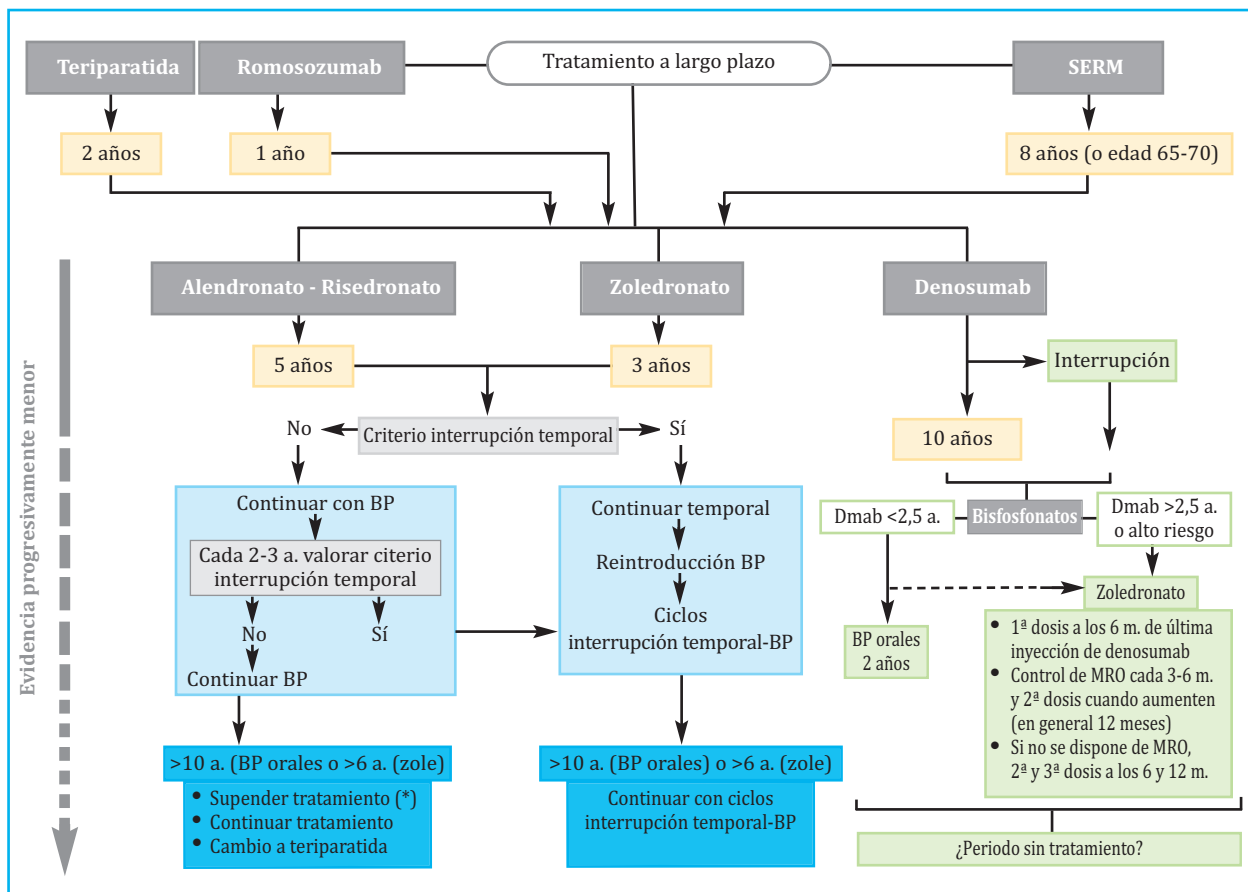 Tratamiento a largo plazo
Teriparatida
Romosozumab
SERM
2 años
1 año
8 años (o edad 65-70)
Alendronato - Risedronato
Zoledronato
Denosumab
5 años
3 años
Interrupción
10 años
Criterio interrupción temporal
No
Sí
Continuar con BP
Cada 2-3 a. valorar criterio
interrupción temporal
No
Sí
Continuar BP
Continuar temporal
Reintroducción BP
Ciclos
interrupción temporal-BP
>10 a. (BP orales o >6 a. (zole)
• Supender tratamiento (*)
• Continuar tratamiento
• Cambio a teriparatida
>10 a. (BP orales) o >6 a. (zole)
Continuar con ciclos
interrupción temporal-BP
Dmab <2,5 a.
Bisfosfonatos
Dmab >2,5 a.
o alto riesgo
BP orales
2 años
Zoledronato
• 1ª dosis a los 6 m. de última
inyección de denosumab
• Control de MRO cada 3-6 m.
y 2ª dosis cuando aumenten
(en general 12 meses)
• Si no se dispone de MRO,
2ª y 3ª dosis a los 6 y 12 m.
¿Periodo sin tratamiento?
Evidencia progresivamente menor